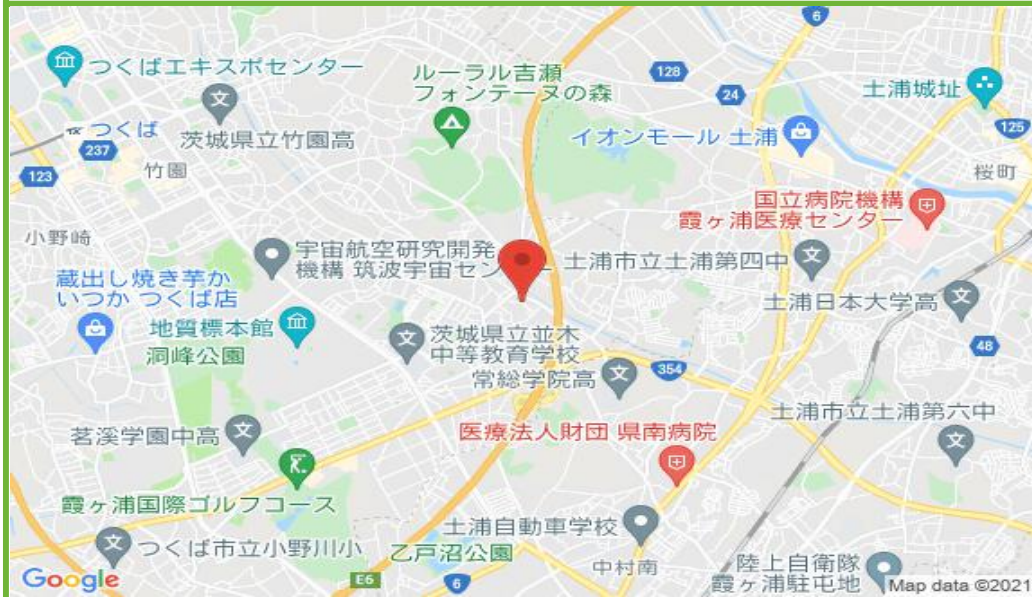 6
つくばエキスポセンター
ルーラル吉瀬
フォンテーヌの森
128
24
土浦城址
茨城県立竹園高
つくば
237
イオンモール 土浦
125
123
竹園
桜町
国立病院機構
霞ヶ浦医療センター
小野崎
宇宙航空研究開発
機構 筑波宇宙セン
土浦市立土浦第四中
蔵出し焼き芋か
いつか つくば店
土浦日本大学高
地質標本館
洞峰公園
茨城県立並木
中等教育学校
48
常総学院高
354
土浦市立土浦第六中
茗溪学園中高
医療法人財団 県南病院
霞ヶ浦国際ゴルフコース
土浦自動車学校
つくば市立小野川小
乙戸沼公園
中村南
陸上自衛隊
霞ヶ浦駐屯地
Google
E6
6
Map data ©2021